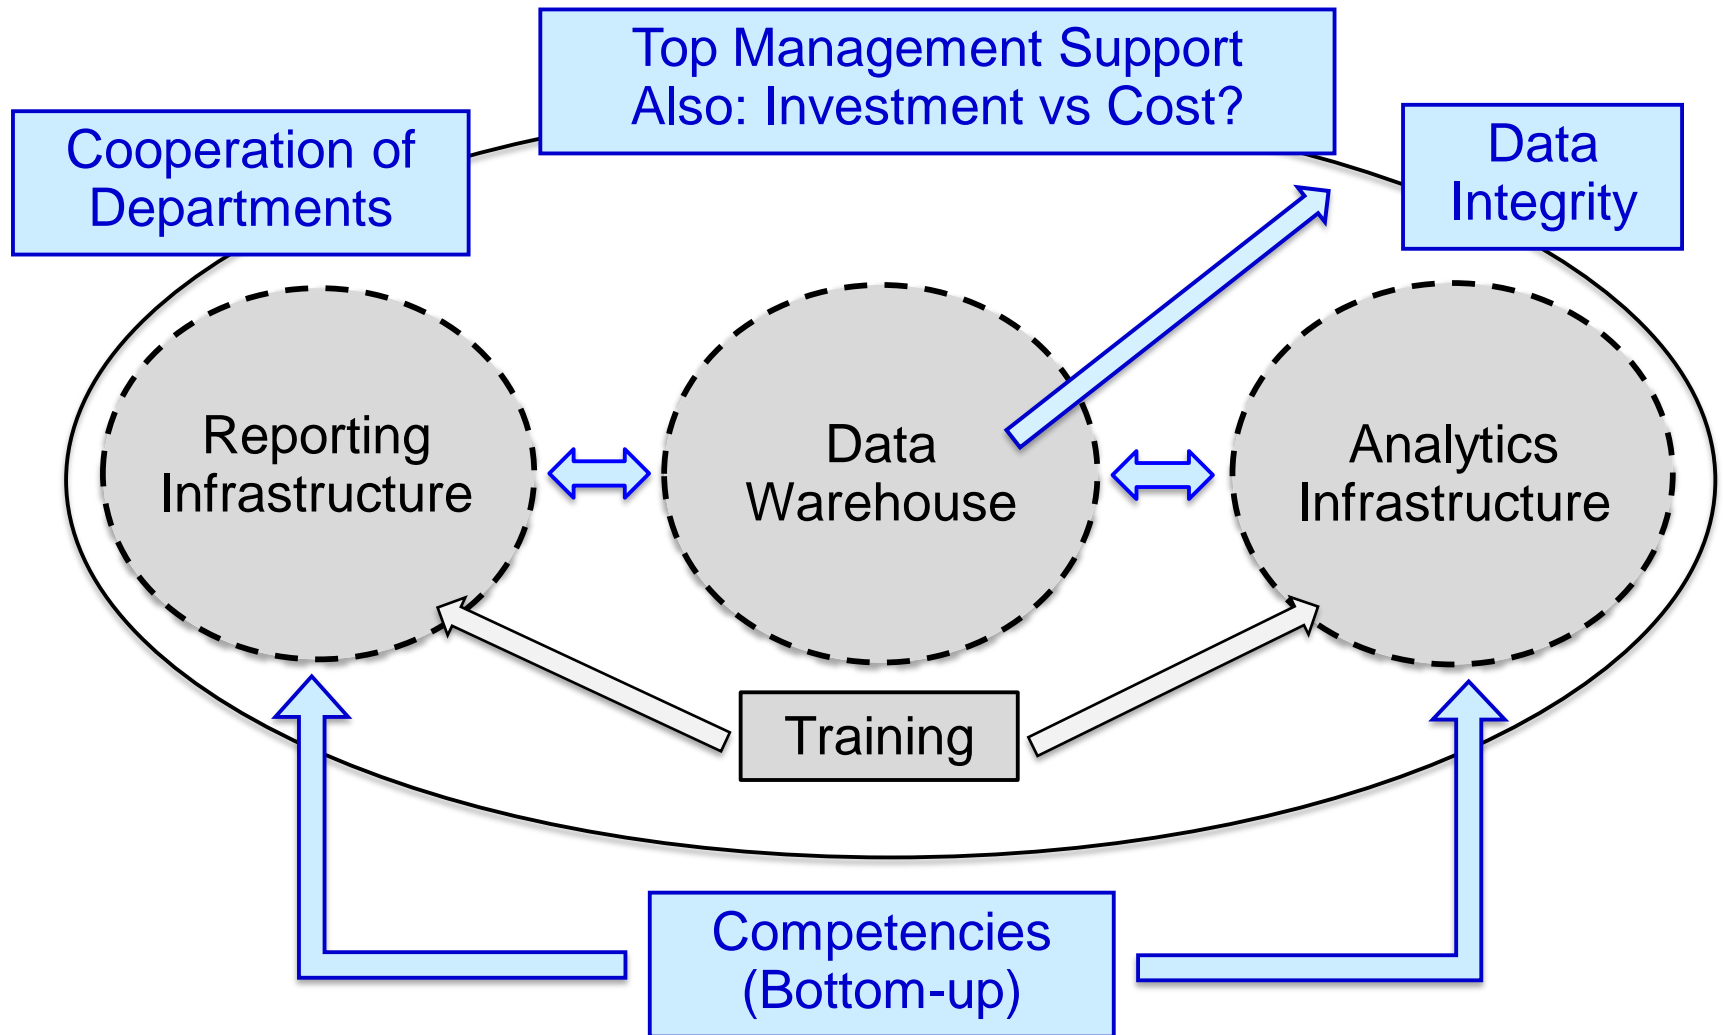 Top Management Support
Also: Investment vs Cost?
Cooperation of
Departments
Data
Integrity
Reporting
Infrastructure
Data
Warehouse
Analytics
Infrastructure
Training
Competencies
(Bottom-up)